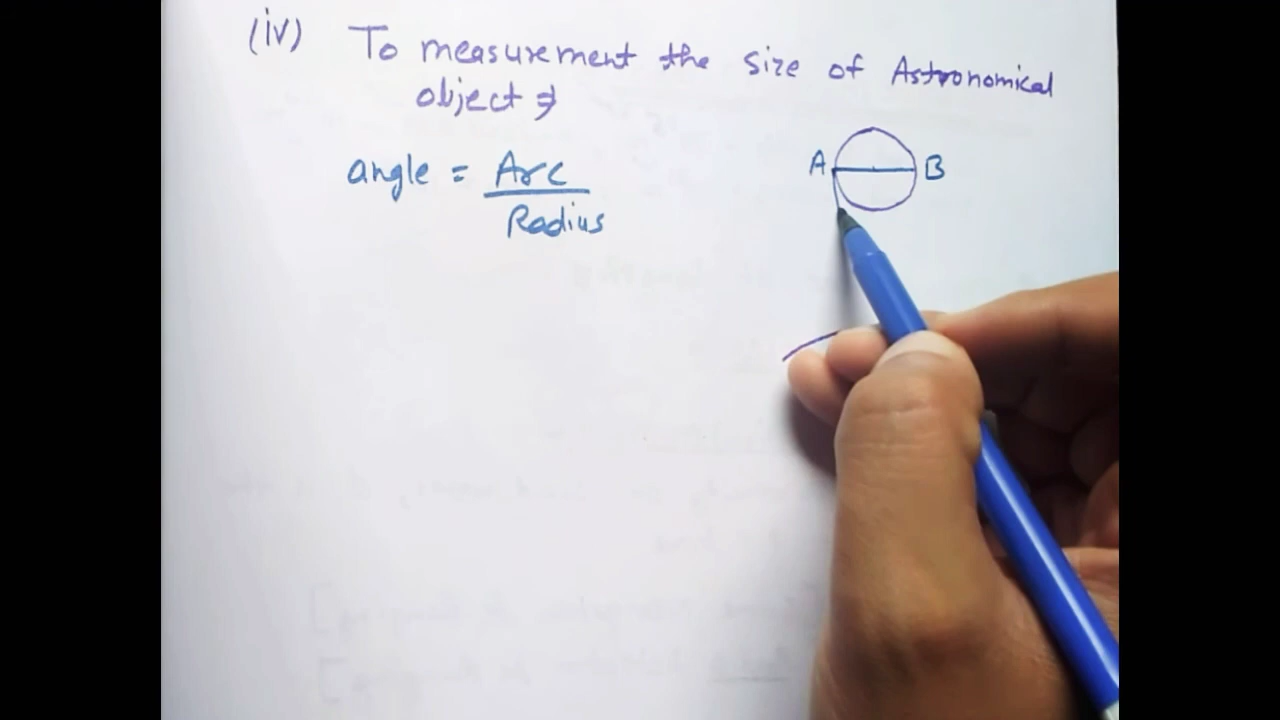 (iv) To measurement the size of Astronomical
object ⇒
angle = Arc
Radius
A B